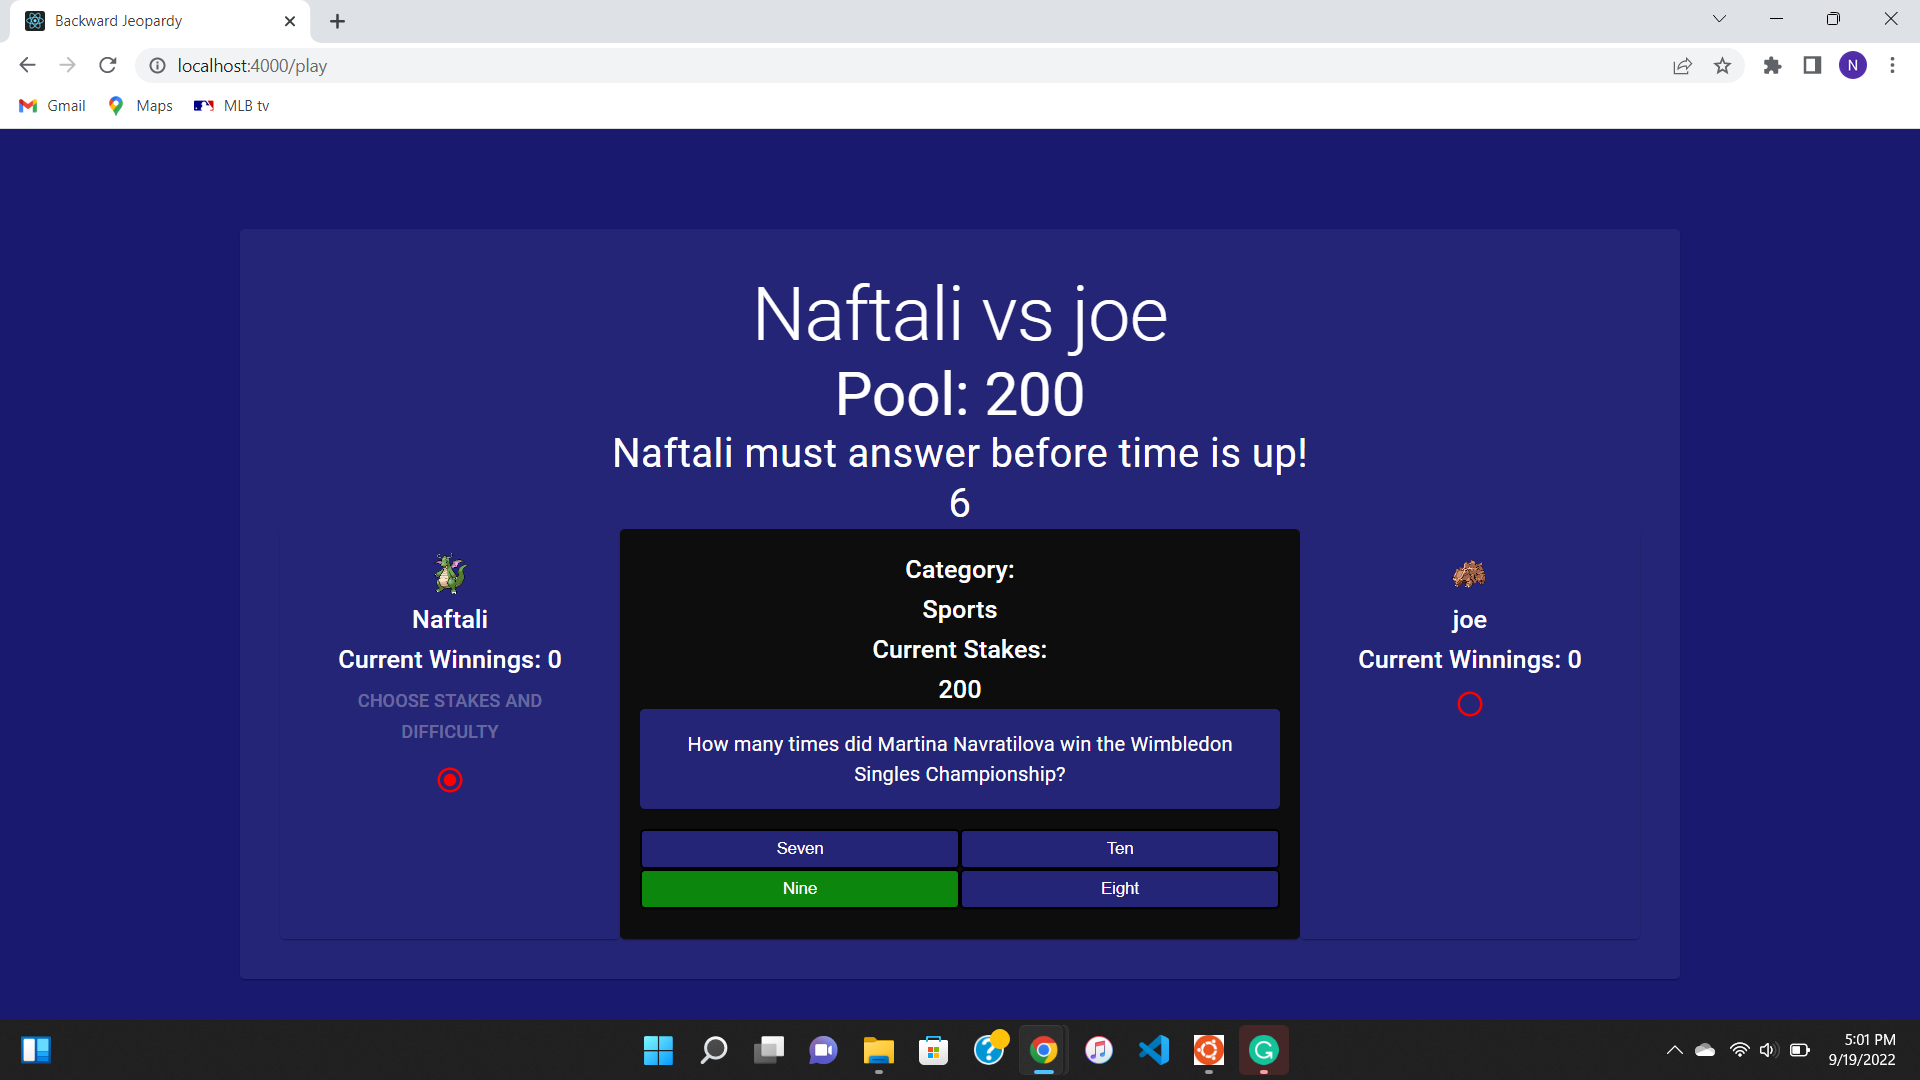 Backward Jeopardy
localhost:4000/play
N
Gmail
Maps
MLB tv
Naftali vs joe
Pool: 200
Naftali must answer before time is up!
6
Naftali
Current Winnings: 0
CHOOSE STAKES AND
DIFFICULTY
Category:
Sports
Current Stakes:
200
How many times did Martina Navratilova win the Wimbledon
Singles Championship?
Seven
Ten
Nine
Eight
joe
Current Winnings: 0
5:01 PM
9/19/2022